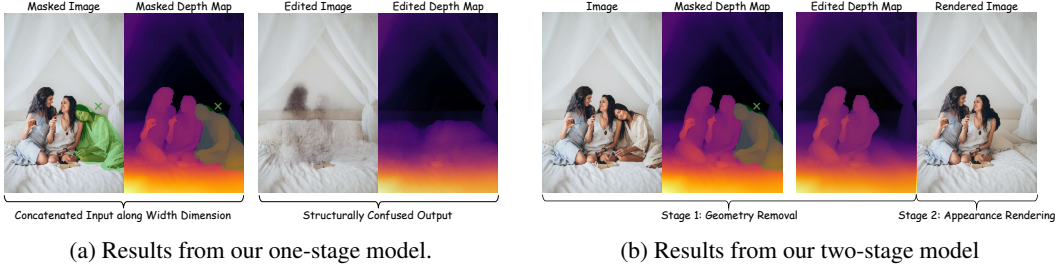 Masked Image Masked Depth Map Edited Image Edited Depth Map
Concatenated Input along Width Dimension Structurally Confused Output
(a) Results from our one-stage model.
Image Masked Depth Map Edited Depth Map Rendered Image
Stage 1: Geometry Removal Stage 2: Appearance Rendering
(b) Results from our two-stage model